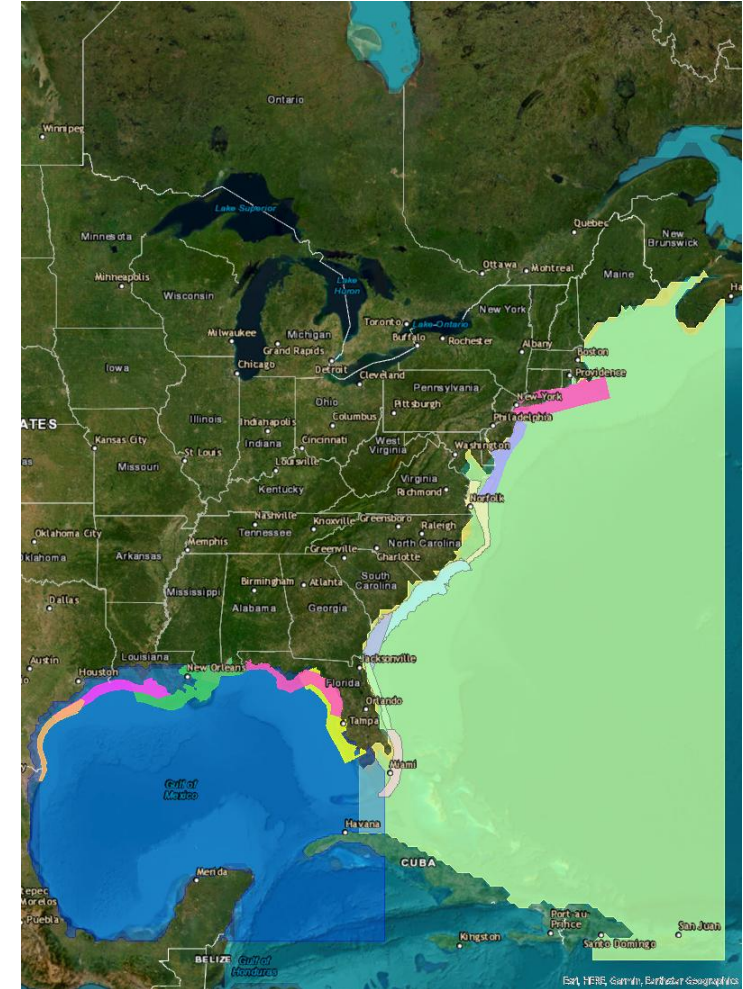 Ontario
Winnipeg
Lake Superior
Quebec
New
Brunswick
Minnesota
Ottawa
Montreal
Maine
Minneapolis
Lake
Huron
Ha
Wisconsin
New York
Toronto
Lake Ontario
Milwaukee
Michigan
Buffalo
Rochester
Albany
Boston
Grand Rapids
Detroit
Chicago
Cleveland
Providence
Iowa
Pennsylvania
Ohio
New York
Pittsburgh
Illinois
Indianapolis
Columbus
Philadelphia
ATES
Kansas City
Indiana
Cincinnati
West
Virginia
Washington
St Louis
as
Missouri
Louisville
Virginia
Kentucky
Richmond
Norfolk
Nashville
Knoxville
Greensboro
Oklahoma City
Tennessee
Raleigh
Memphis
North Carolina
klahoma
Arkansas
Greenville
Charlotte
South
Carolina
Birmingham
Atlanta
Mississippi
Dallas
Alabama
Georgia
Louisiana
Jacksonville
Austin
Houston
New Orleans
io
Florida
Orlando
Tampa
Miami
Gulf of
Mexico
Havana
CUBA
Merida
tepec
Morelos
Puebla
Port-au-
Prince
San Juan
Kingston
Santo Domingo
BELIZE
Gulf of
Honduras
Esri, HERE, Garmin, Earthstar Geographics